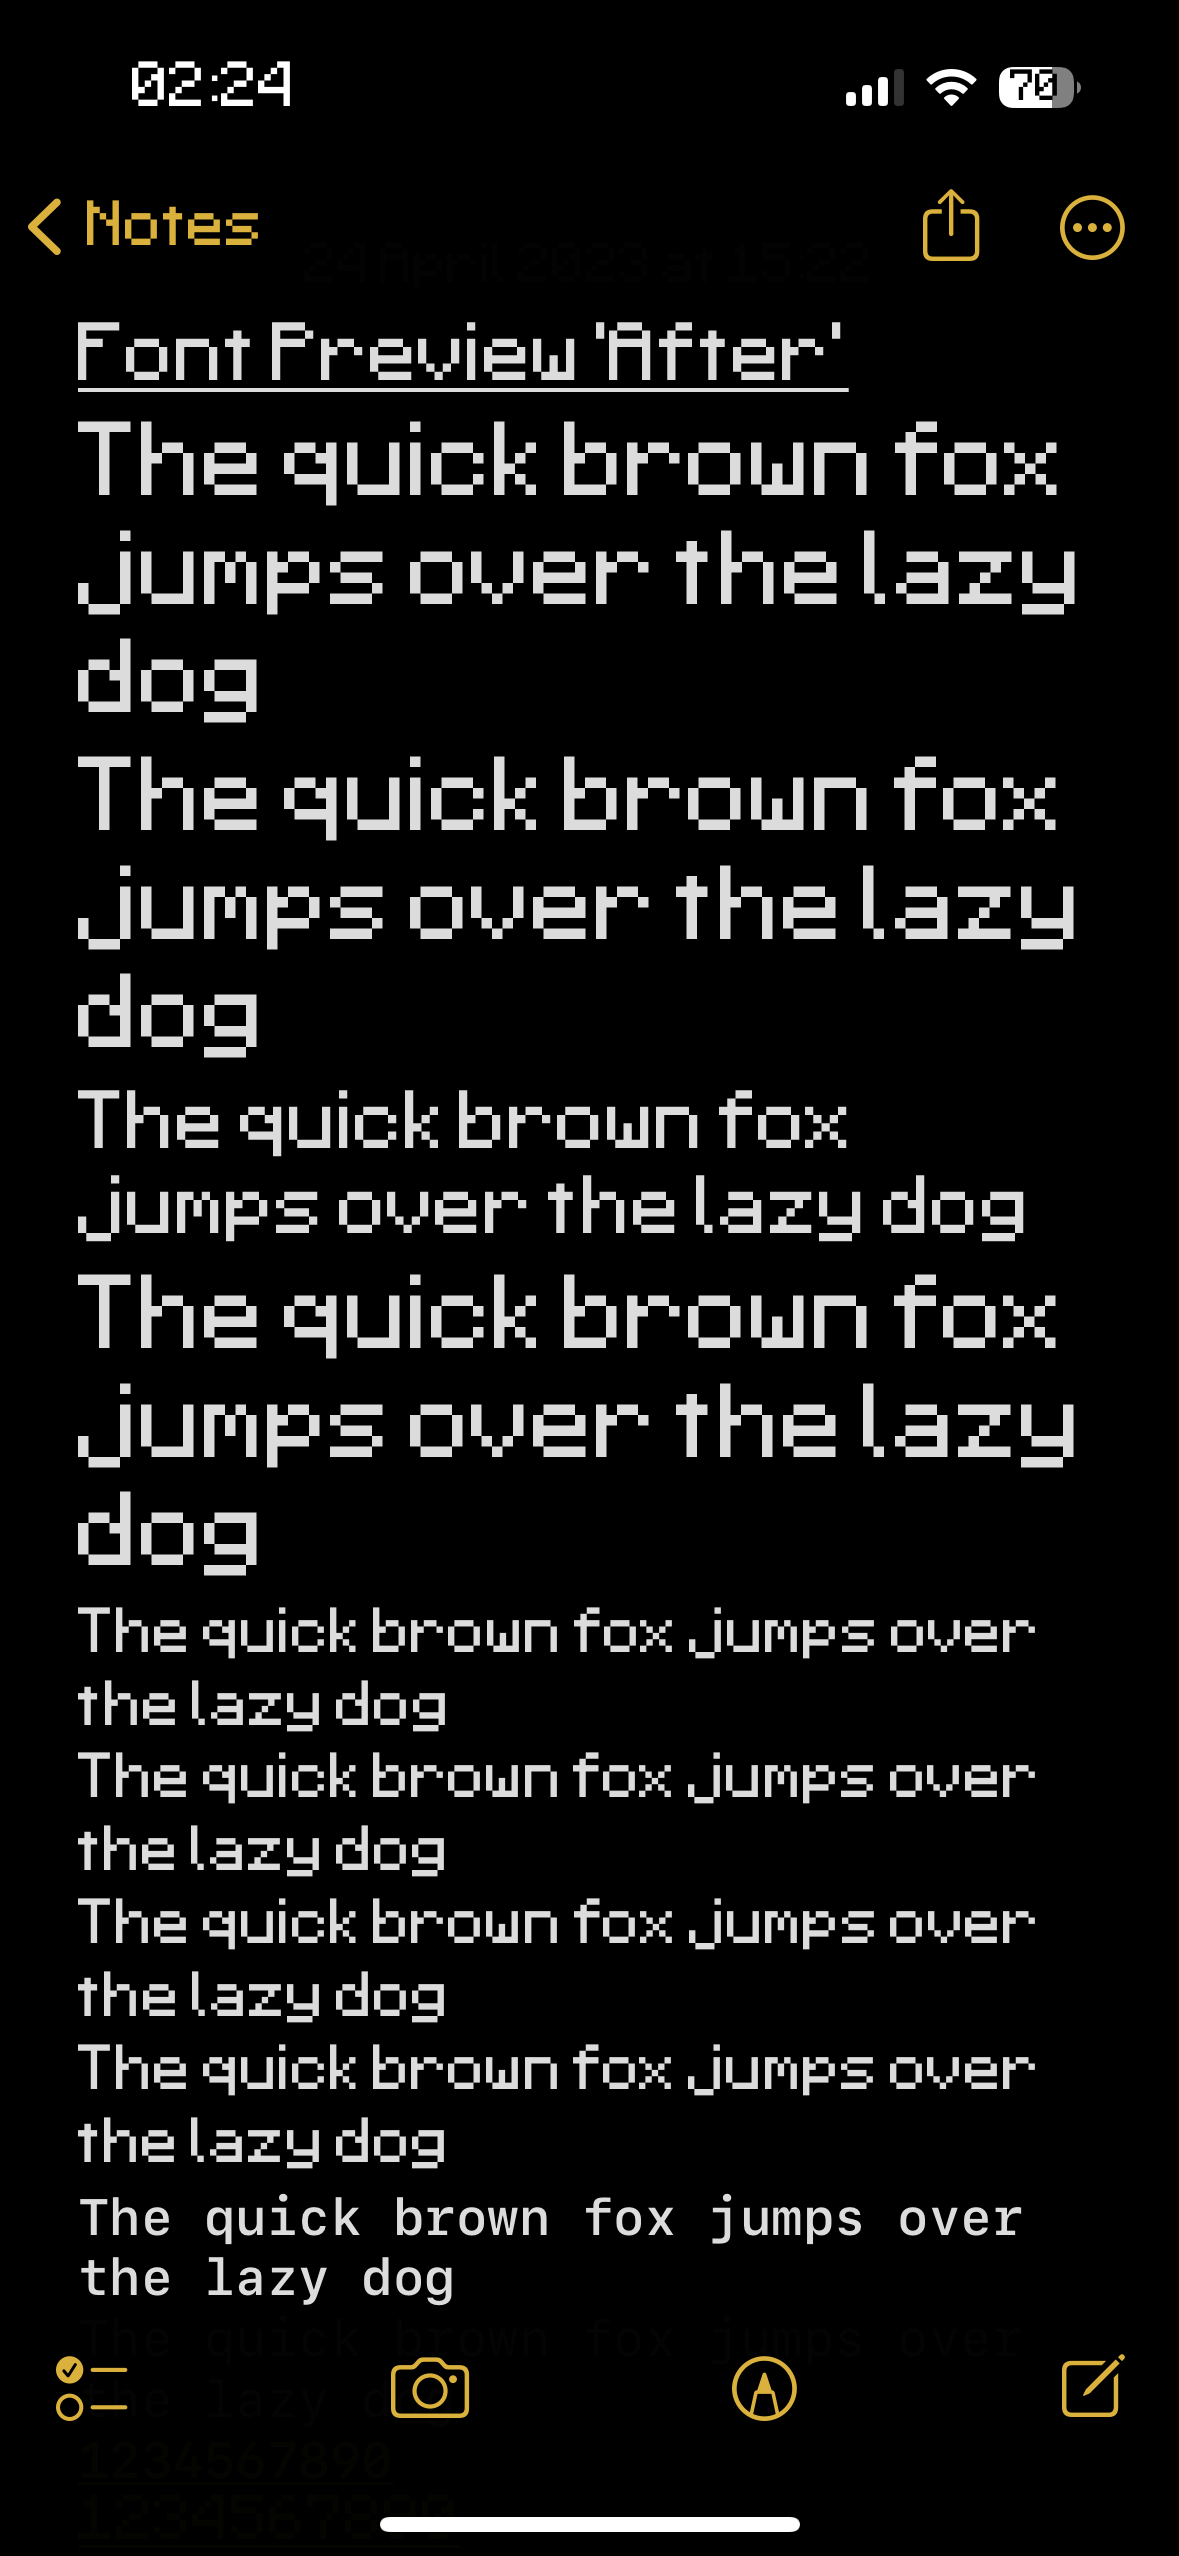 02:24
70
Notes
24 April 2023 at 15:22
Font Preview 'After'
The quick brown fox
jumps over the lazy
dog
The quick brown fox
jumps over the lazy
dog
The quick brown fox
jumps over the lazy dog
The quick brown fox
jumps over the lazy
dog
The quick brown fox jumps over
the lazy dog
The quick brown fox jumps over
the lazy dog
The quick brown fox jumps over
the lazy dog
The quick brown fox jumps over
the lazy dog
The quick brown fox jumps over
the lazy dog
The quick brown fox jumps over
the lazy d
1234567890
1234567890